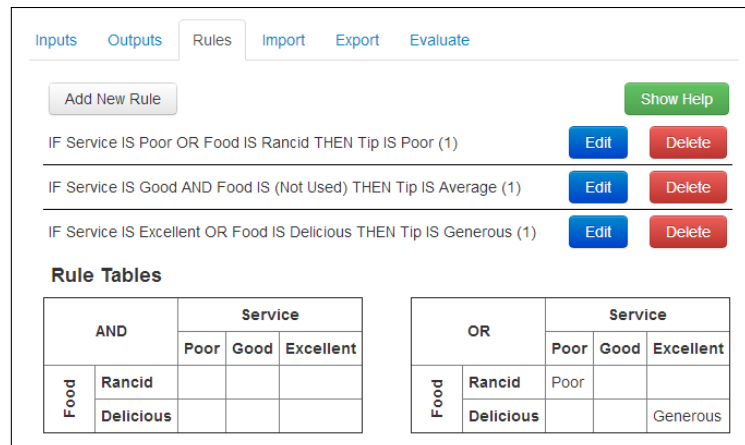 Inputs Outputs Rules Import Export Evaluate
Add New Rule Show Help
IF Service IS Poor OR Food IS Rancid THEN Tip IS Poor (1) Edit Delete
IF Service IS Good AND Food IS (Not Used) THEN Tip IS Average (1) Edit Delete
IF Service IS Excellent OR Food IS Delicious THEN Tip IS Generous (1) Edit Delete
Rule Tables
AND Service
Poor Good Excellent
Food Rancid
Delicious
OR Service
Poor Good Excellent
Food Rancid Poor
Delicious Generous